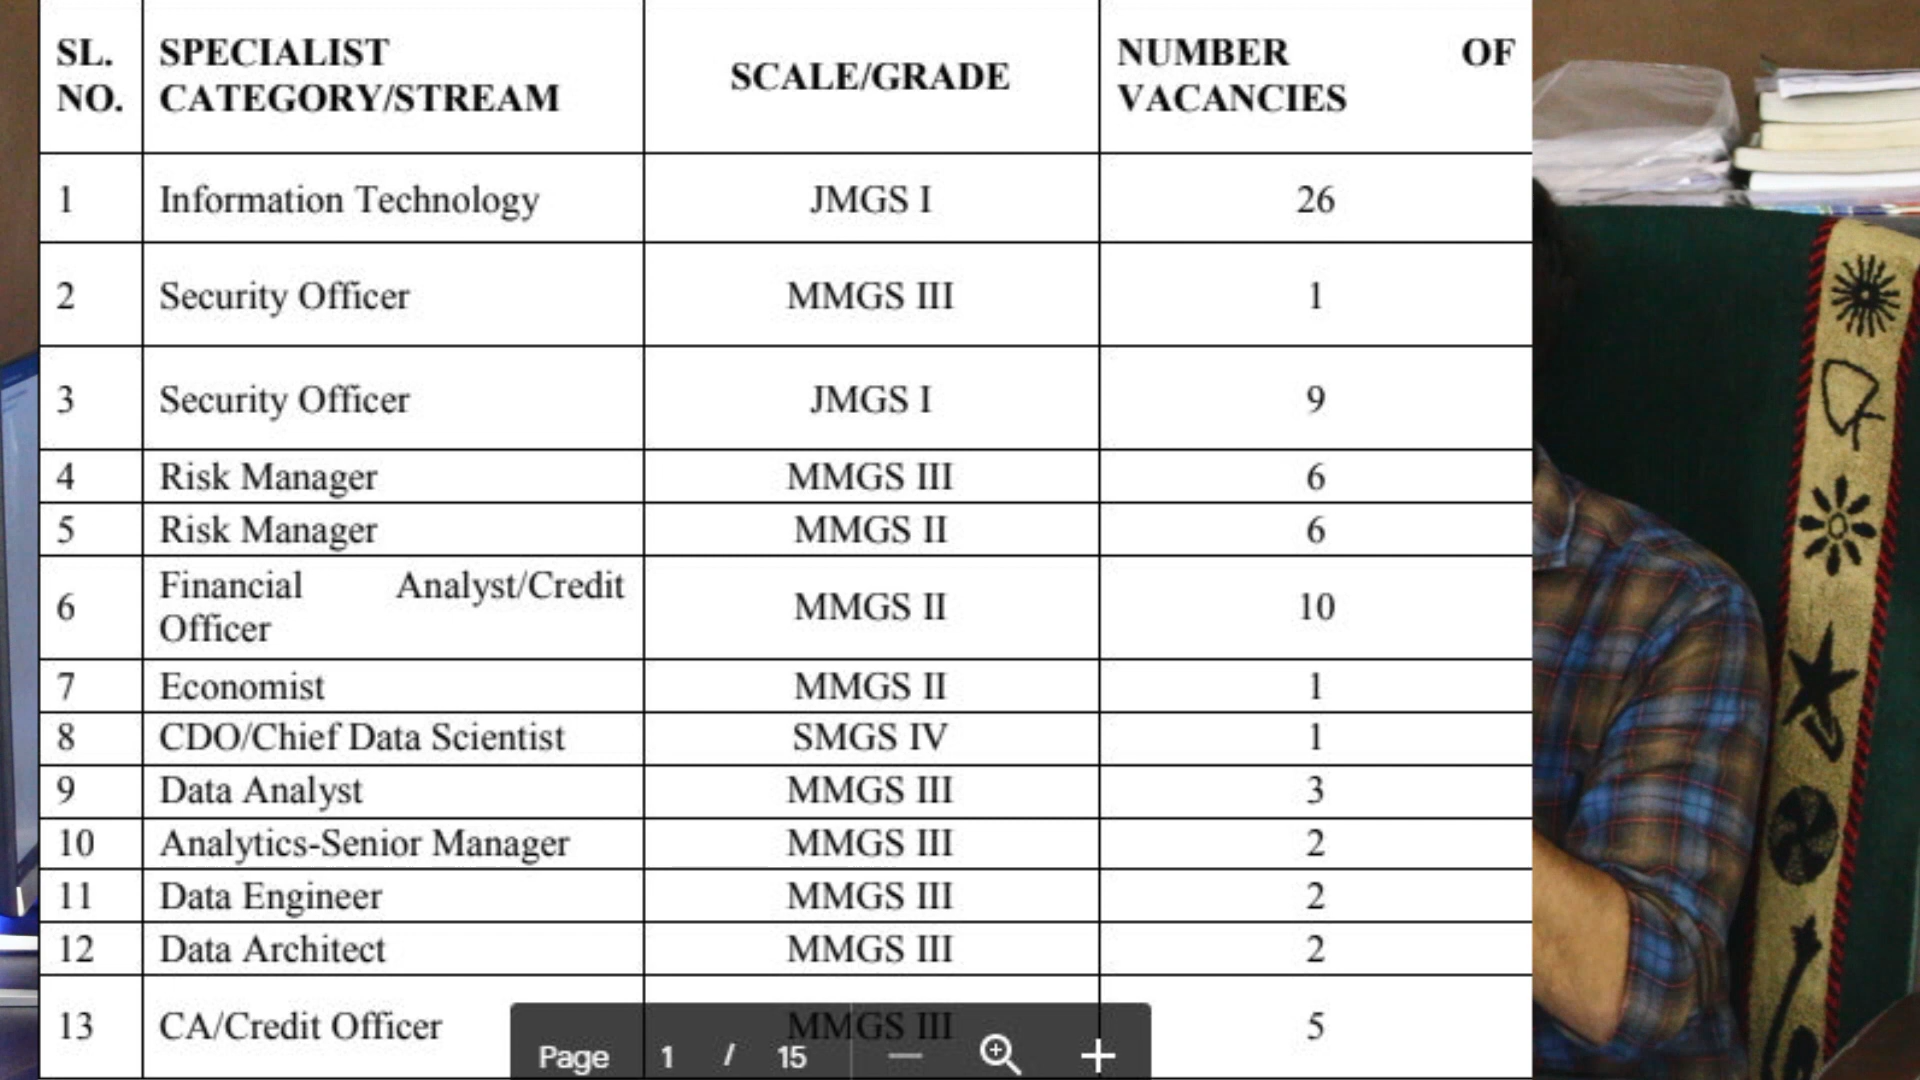 SL. NO. SPECIALIST CATEGORY/STREAM SCALE/GRADE NUMBER OF VACANCIES
1 Information Technology JMGS I 26
2 Security Officer MMGS III 1
3 Security Officer JMGS I 9
4 Risk Manager MMGS III 6
5 Risk Manager MMGS II 6
6 Financial Analyst/Credit Officer MMGS II 10
7 Economist MMGS II 1
8 CDO/Chief Data Scientist SMGS IV 1
9 Data Analyst MMGS III 3
10 Analytics-Senior Manager MMGS III 2
11 Data Engineer MMGS III 2
12 Data Architect MMGS III 2
13 CA/Credit Officer MMGS III 5
Page 1 / 15